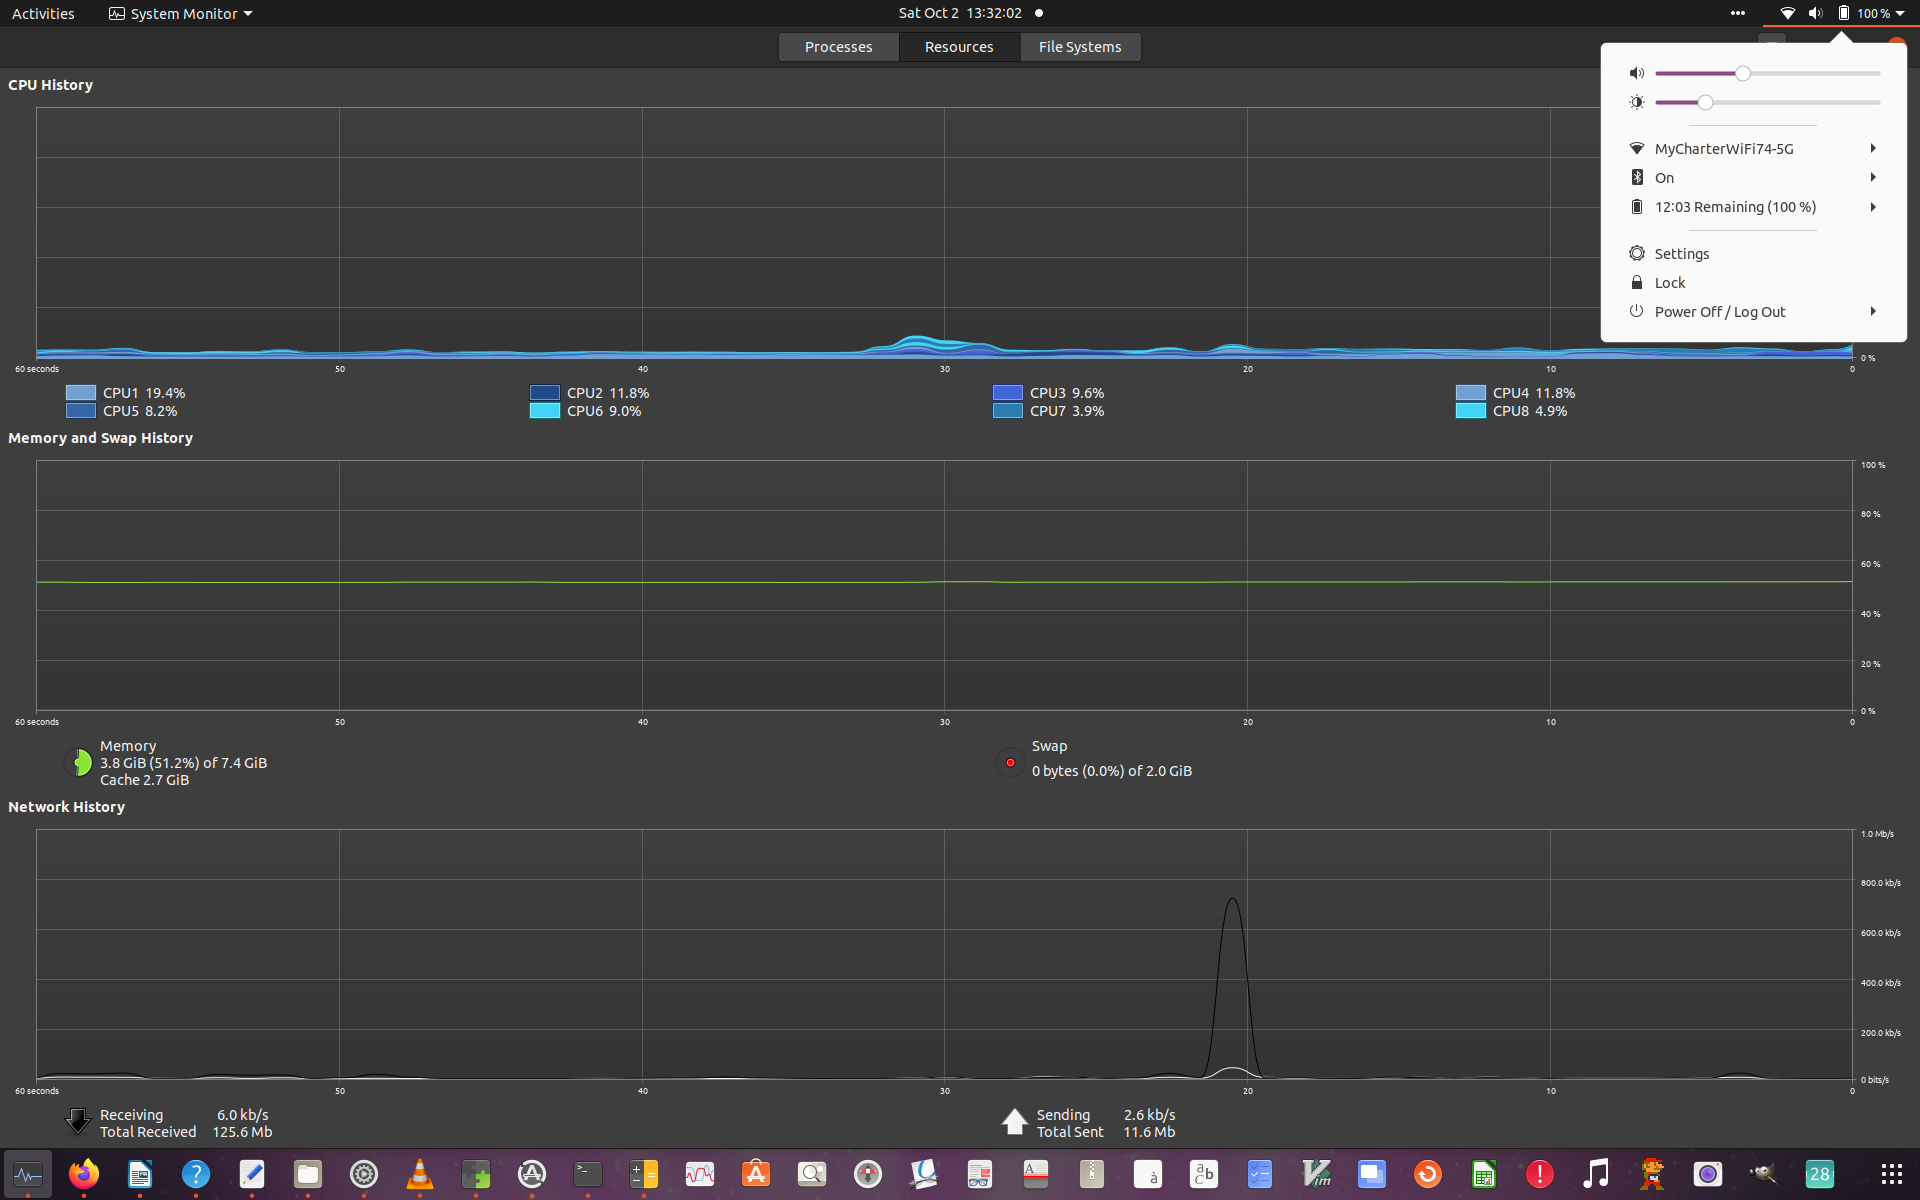 Activities System Monitor Sat Oct 2 13:32:02 100 %
Processes Resources File Systems
CPU History
MyCharterWiFi74-5G
On
12:03 Remaining (100 %)
Settings
Lock
Power Off / Log Out
0 %
60 seconds 50 40 30 20 10 0
CPU1 19.4% CPU2 11.8% CPU3 9.6% CPU4 11.8%
CPU5 8.2% CPU6 9.0% CPU7 3.9% CPU8 4.9%
Memory and Swap History
100 %
80 %
60 %
40 %
20 %
0 %
60 seconds 50 40 30 20 10 0
Memory
3.8 GiB (51.2%) of 7.4 GiB
Cache 2.7 GiB
Swap
0 bytes (0.0%) of 2.0 GiB
Network History
1.0 Mb/s
800.0 kb/s
600.0 kb/s
400.0 kb/s
200.0 kb/s
0 bits/s
60 seconds 50 40 30 20 10 0
Receiving 6.0 kb/s
Total Received 125.6 Mb
Sending 2.6 kb/s
Total Sent 11.6 Mb
? >_ A à abc Vim ! 28